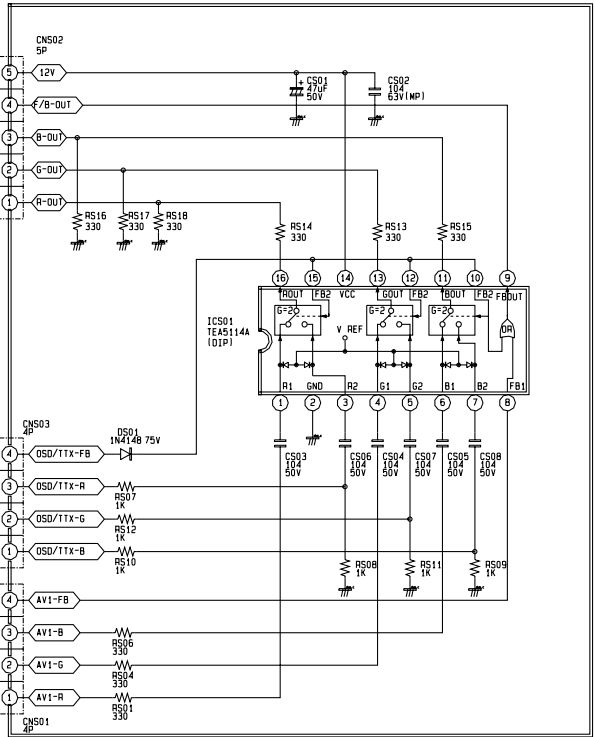 CNS02
5P
5 12V
4 F/B-OUT
3 B-OUT
2 G-OUT
1 R-OUT
+ CS01
47uF
50V
CS02
104
63V(MP)
RS16
330
RS17
330
RS18
330
RS14
330
RS13
330
RS15
330
16 15 14 13 12 11 10 9
ROUT FB2 VCC GOUT FB2 BOUT FB2 FBOUT
ICS01
TEA5114A
(DIP)
G=2 G=2 G=2
V REF
OR
R1 GND R2 G1 G2 B1 B2 FB1
1 2 3 4 5 6 7 8
CNS03
4P
DS01
1N4148 75V
4 OSD/TTX-FB
3 OSD/TTX-R
RS07
1K
2 OSD/TTX-G
RS12
1K
1 OSD/TTX-B
RS10
1K
CS03
104
50V
CS06
104
50V
CS04
104
50V
CS07
104
50V
CS05
104
50V
CS08
104
50V
RS08
1K
RS11
1K
RS09
1K
4 AV1-FB
3 AV1-B
RS06
330
2 AV1-G
RS04
330
1 AV1-R
RS01
330
CNS01
4P